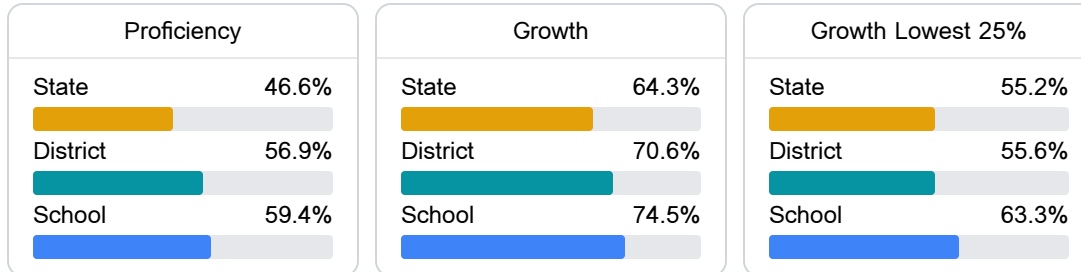 Proficiency
State 46.6%
District 56.9%
School 59.4%
Growth
State 64.3%
District 70.6%
School 74.5%
Growth Lowest 25%
State 55.2%
District 55.6%
School 63.3%